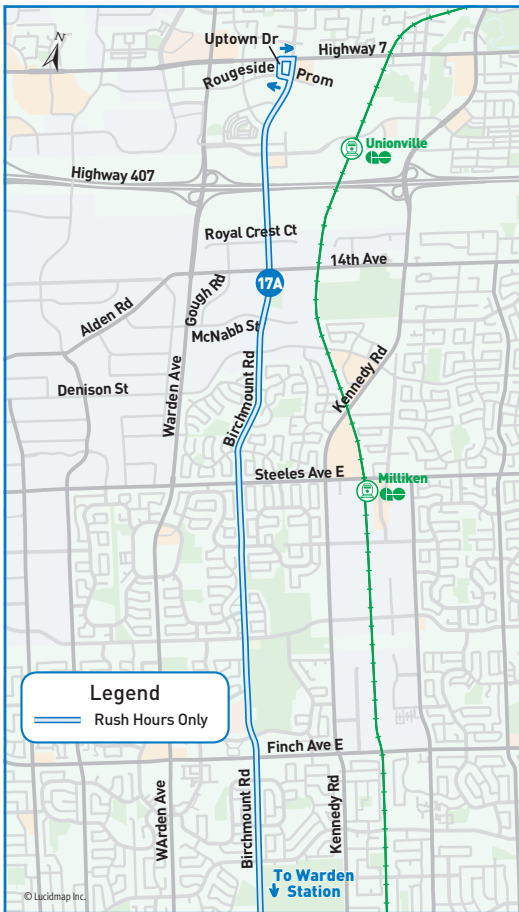 N
Uptown Dr
Highway 7
Rougeside
Prom
Unionville
GO
Highway 407
Royal Crest Ct
14th Ave
17A
Gough Rd
Alden Rd
McNabb St
Kennedy Rd
Denison St
Warden Ave
Birchmount Rd
Steeles Ave E
Milliken
GO
Legend
Rush Hours Only
Finch Ave E
WArden Ave
Birchmount Rd
Kennedy Rd
To Warden
Station
© Lucidmap Inc.